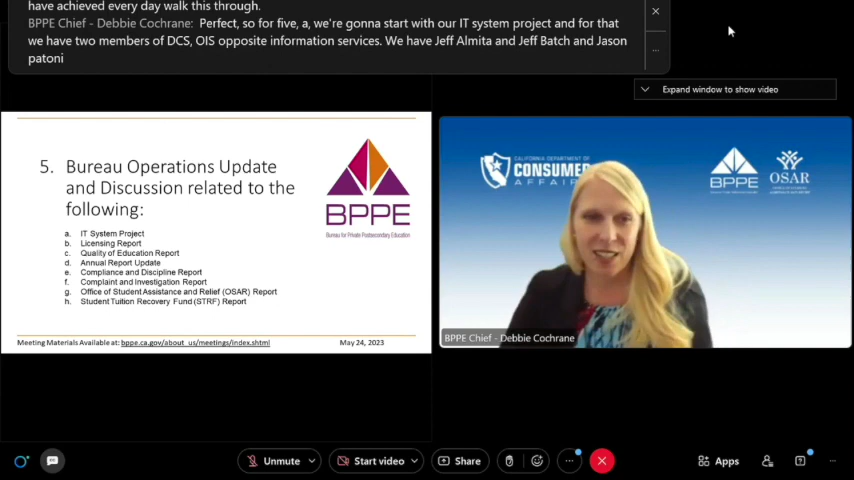 have achieved every day walk this through.
BPPE Chief - Debbie Cochrane: Perfect, so for five, a, we're gonna start with our IT system project and for that
we have two members of DCS, OIS opposite information services. We have Jeff Almita and Jeff Batch and Jason
patoni
Expand window to show video
5. Bureau Operations Update
and Discussion related to the
following:
BPPE
Bureau for Private Postsecondary Education
a. IT System Project
b. Licensing Report
c. Quality of Education Report
d. Annual Report Update
e. Compliance and Discipline Report
f. Complaint and Investigation Report
g. Office of Student Assistance and Relief (OSAR) Report
h. Student Tuition Recovery Fund (STRF) Report
Meeting Materials Available at: bppe.ca.gov/about_us/meetings/index.shtml May 24, 2023
CALIFORNIA DEPARTMENT OF
CONSUMER
AFFAIR
BPPE
OSAR
BPPE Chief - Debbie Cochrane
Unmute Start video Share Apps